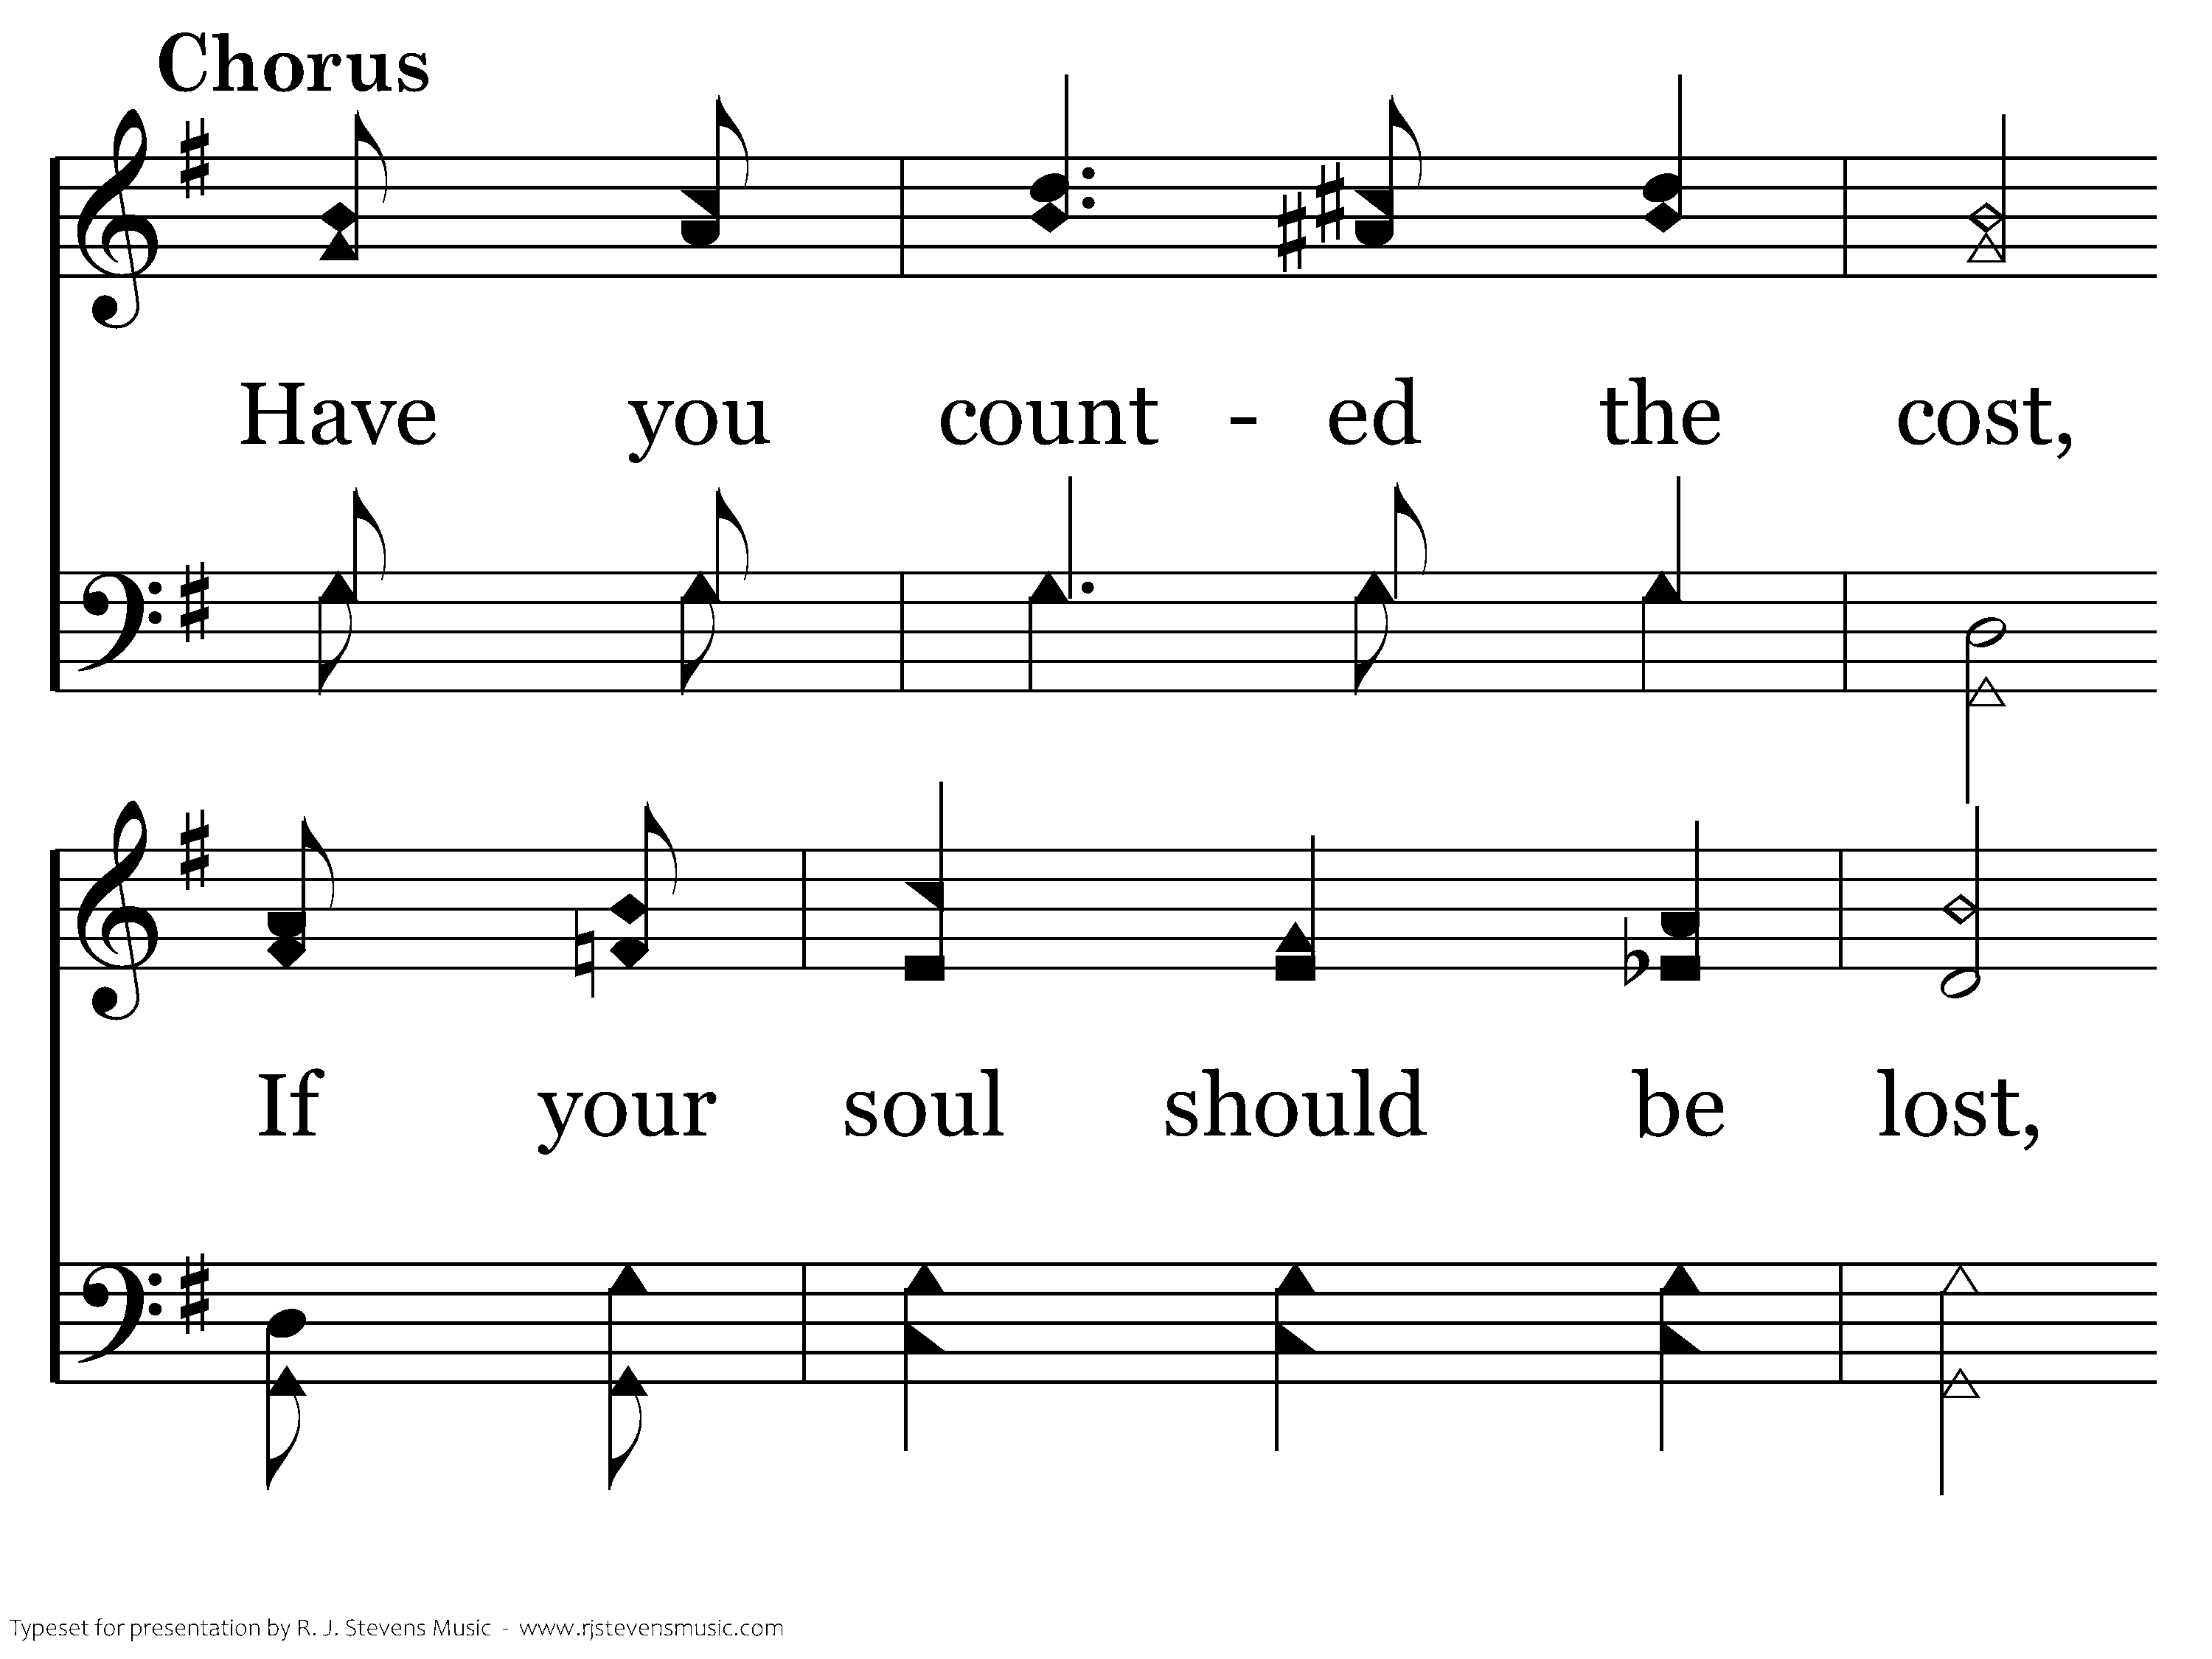 Chorus
Have you count - ed the cost,
If your soul should be lost,
Typeset for presentation by R. J. Stevens Music - www.rjstevensmusic.com